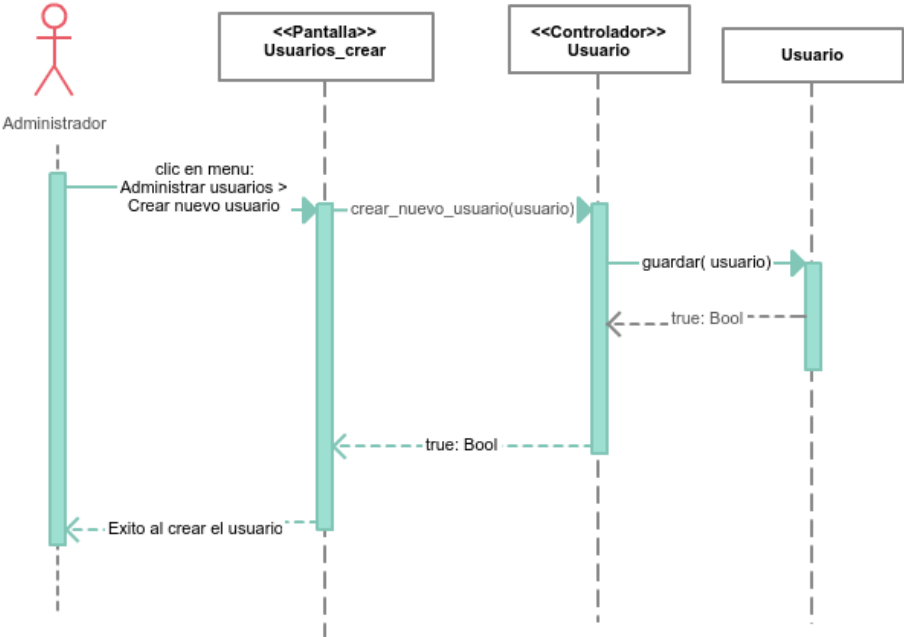 <<Pantalla>>
Usuarios_crear
<<Controlador>>
Usuario
Usuario
Administrador
clic en menu:
Administrar usuarios >
Crear nuevo usuario
crear_nuevo_usuario(usuario)
guardar( usuario)
true: Bool
true: Bool
Exito al crear el usuario